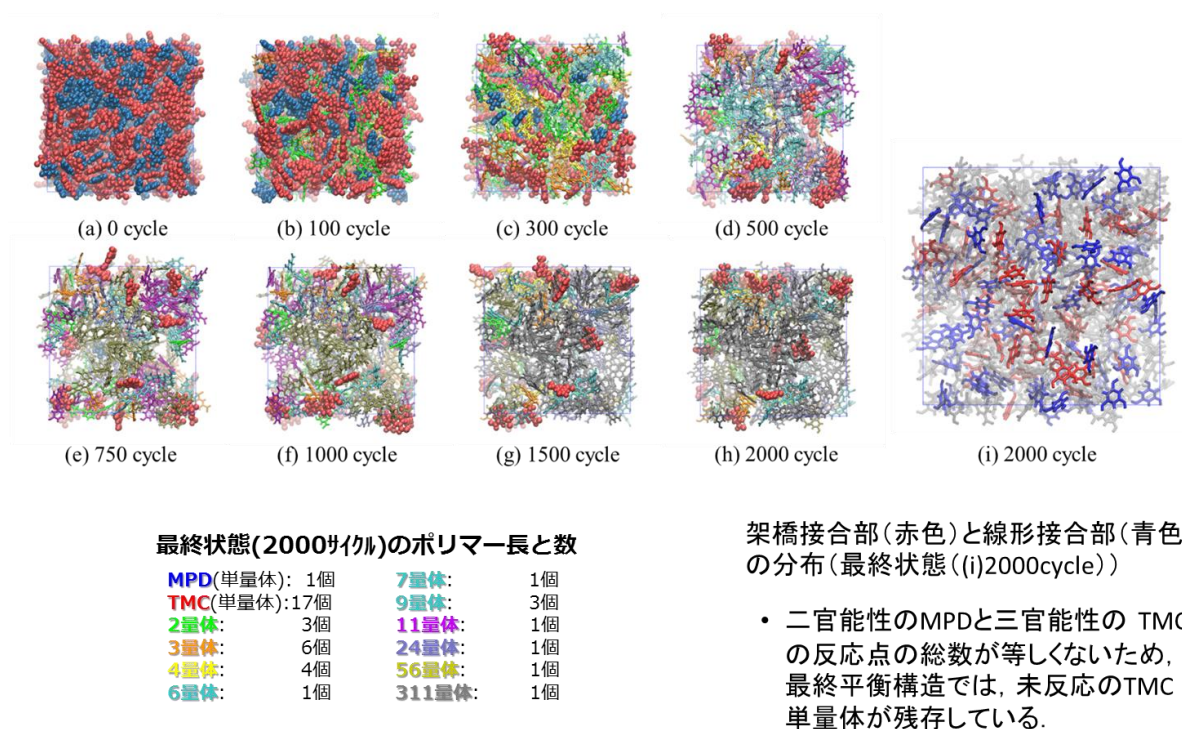 (a) 0 cycle
(b) 100 cycle
(c) 300 cycle
(d) 500 cycle
(e) 750 cycle
(f) 1000 cycle
(g) 1500 cycle
(h) 2000 cycle
(i) 2000 cycle
最終状態(2000ｻｲｸﾙ)のポリマー長と数
MPD(単量体): 1個
TMC(単量体):17個
2量体: 3個
3量体: 6個
4量体: 4個
6量体: 1個
7量体: 1個
9量体: 3個
11量体: 1個
24量体: 1個
56量体: 1個
311量体: 1個
架橋接合部（赤色）と線形接合部（青色
の分布（最終状態（(i)2000cycle））
• 二官能性のMPDと三官能性の TMC
の反応点の総数が等しくないため，
最終平衡構造では，未反応のTMC
単量体が残存している．